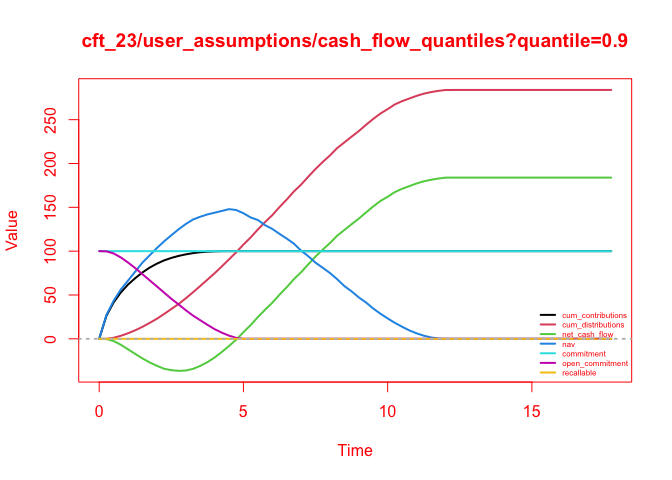 cft_23/user_assumptions/cash_flow_quantiles?quantile=0.9
Value
250
200
150
100
50
0
cum_contributions
cum_distributions
net_cash_flow
nav
commitment
open_commitment
recallable
0 5 10 15
Time